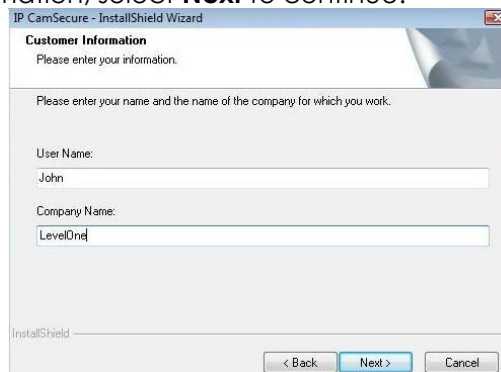 select Next to continue.
IP CamSecure - InstallShield Wizard
Customer Information
Please enter your information.
Please enter your name and the name of the company for which you work.
User Name:
John
Company Name:
LevelOne
InstallShield
< Back Next > Cancel